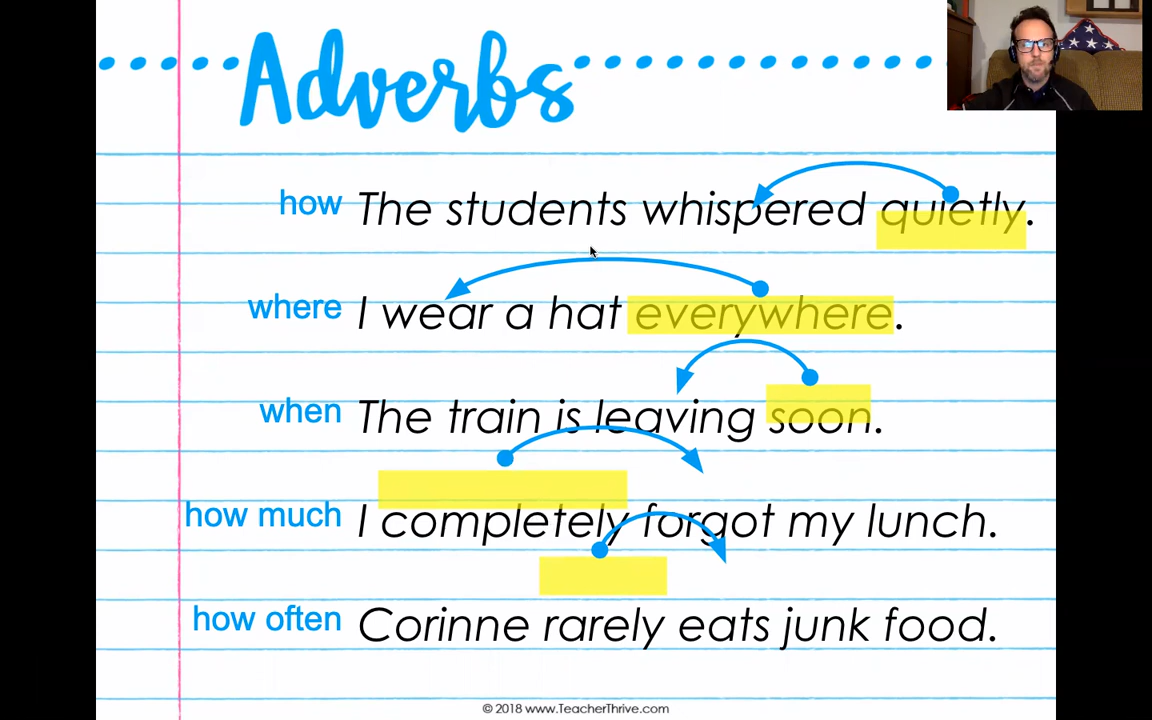 Adverbs
how The students whispered quietly.
where I wear a hat everywhere.
when The train is leaving soon.
how much I completely forgot my lunch.
how often Corinne rarely eats junk food.
© 2018 www.TeacherThrive.com